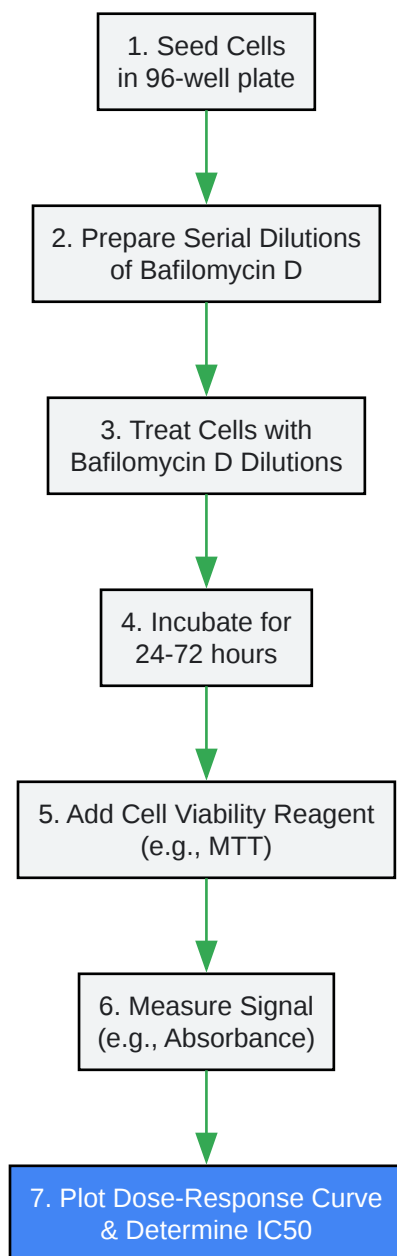 1. Seed Cells
in 96-well plate
2. Prepare Serial Dilutions
of Bafilomycin D
3. Treat Cells with
Bafilomycin D Dilutions
4. Incubate for
24-72 hours
5. Add Cell Viability Reagent
(e.g., MTT)
6. Measure Signal
(e.g., Absorbance)
7. Plot Dose-Response Curve
& Determine IC50